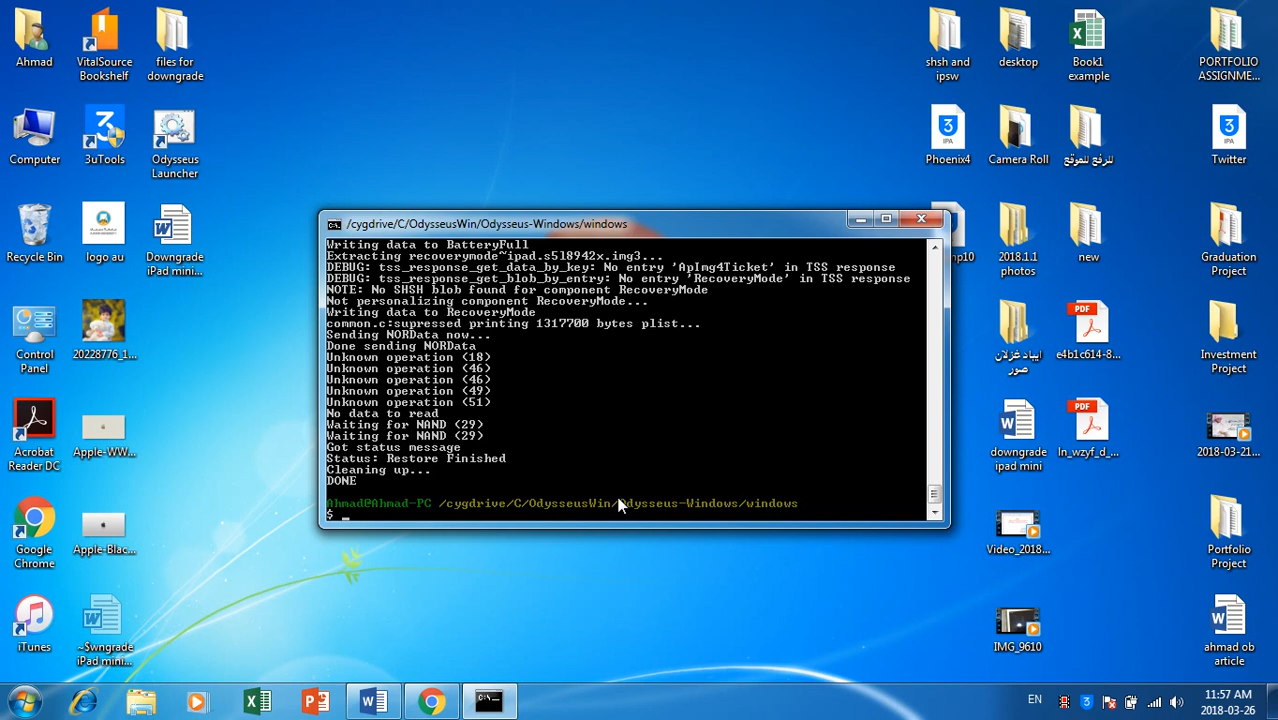 Ahmad
VitalSource
Bookshelf
files for
downgrade
shsh and
ipsw
desktop
Book1
example
PORTFOLIO
ASSIGNME...
Computer
3uTools
Odysseus
Launcher
IPA
Phoenix4
Camera Roll
للرفع للموقع
IPA
Twitter
Recycle Bin
logo au
Downgrade
iPad mini...
2018.1.1
photos
new
Graduation
Project
Control
Panel
20228776_1...
ايباد غزلان
صور
PDF
e4b1c614-8...
Investment
Project
Acrobat
Reader DC
Apple-WW...
downgrade
ipad mini
PDF
In_wzyf_d_...
2018-03-21...
Google
Chrome
Apple-Blac...
Video_2018...
Portfolio
Project
iTunes
~$wngrade
iPad mini...
IMG_9610
ahmad ob
article
/cygdrive/C/OdysseusWin/Odysseus-Windows/windows
Writing data to BatteryFull
Extracting recoverymode~ipad.s518942x.img3...
DEBUG: tss_response_get_data_by_key: No entry 'ApImg4Ticket' in TSS response
DEBUG: tss_response_get_blob_by_entry: No entry 'RecoveryMode' in TSS response
NOTE: No SHSH blob found for component RecoveryMode
Not personalizing component RecoveryMode...
Writing data to RecoveryMode
common.c:supressed printing 1317700 bytes plist...
Sending NORData now...
Done sending NORData
Unknown operation (18)
Unknown operation (46)
Unknown operation (46)
Unknown operation (49)
Unknown operation (51)
No data to read
Waiting for NAND (29)
Waiting for NAND (29)
Got status message
Status: Restore Finished
Cleaning up...
DONE
Ahmad@Ahmad-PC /cygdrive/C/OdysseusWin/Odysseus-Windows/windows
$
EN
11:57 AM
2018-03-26